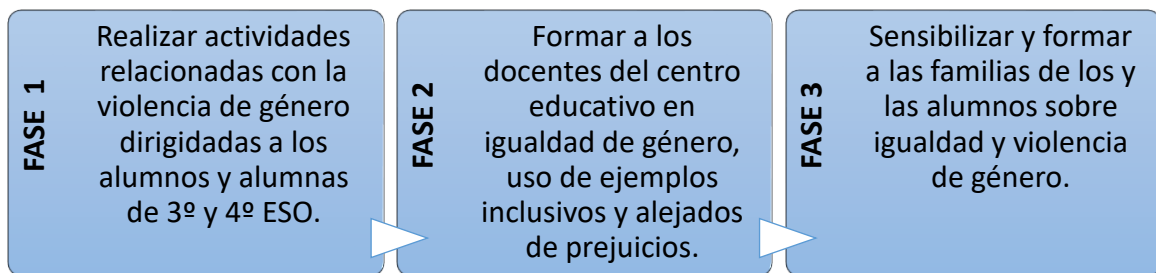 FASE 1
Realizar actividades
relacionadas con la
violencia de género
dirigidadas a los
alumnos y alumnas
de 3º y 4º ESO.
FASE 2
Formar a los
docentes del centro
educativo en
igualdad de género,
uso de ejemplos
inclusivos y alejados
de prejuicios.
FASE 3
Sensibilizar y formar
a las familias de los y
las alumnos sobre
igualdad y violencia
de género.